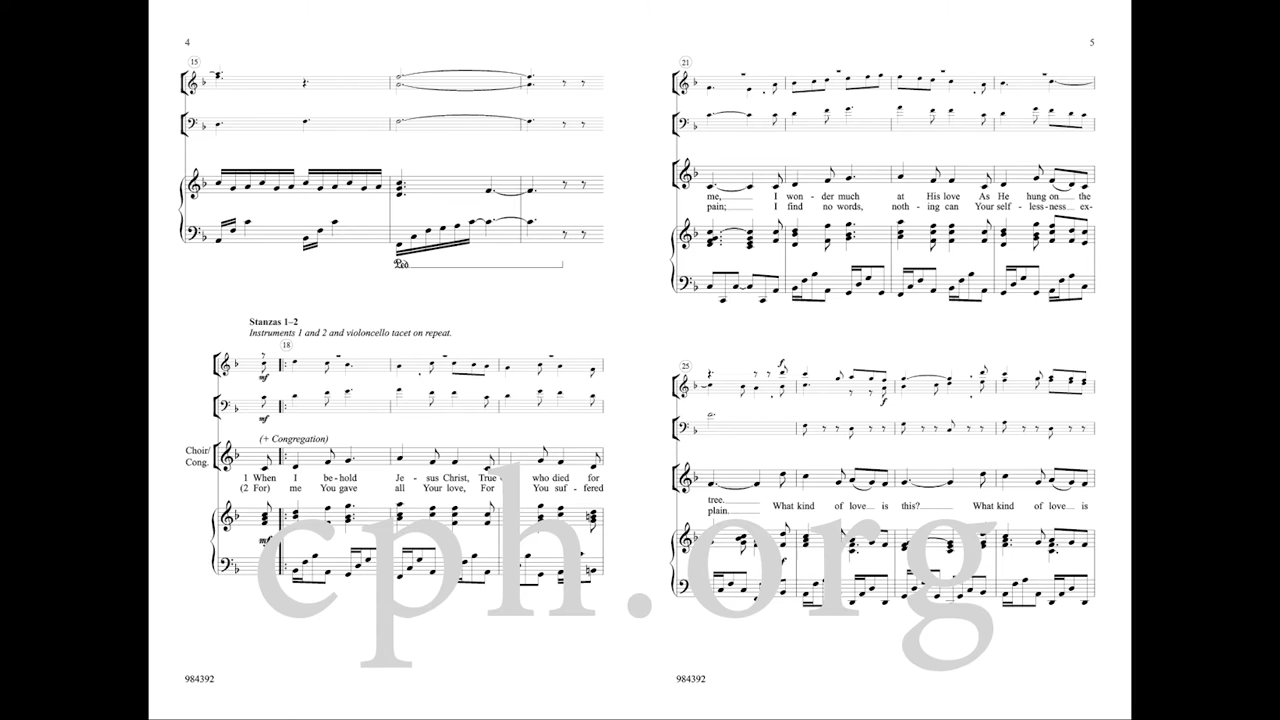 4
15
Ped
Stanzas 1–2
Instruments 1 and 2 and violoncello tacet on repeat.
18
mf
mf
(+ Congregation)
Choir/
Cong.
1 When I be - hold Je - sus Christ, True who died for
(2 For) me You gave all Your love, For You suf - fered
mf
984392
5
21
me, I won - der much at His love As He hung on the
pain; I find no words, noth - ing can Your self - less - ness ex-
25
f
f
tree. What kind of love is this? What kind of love is
plain.
f
984392
cph.org